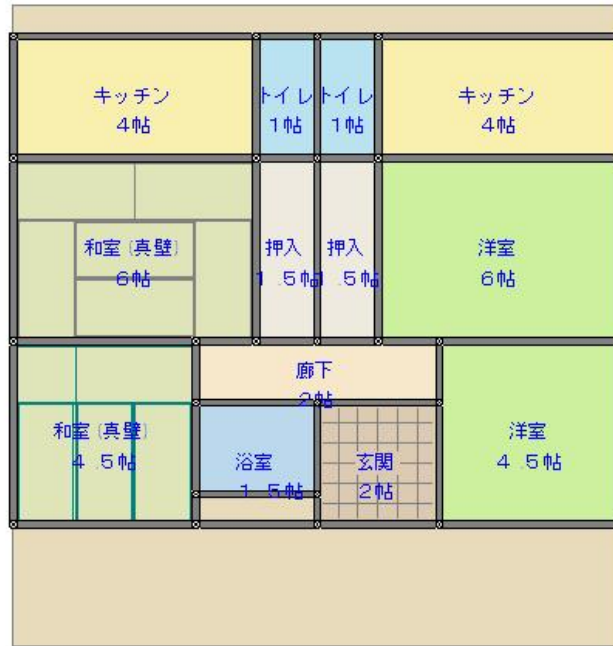 キッチン
4帖
トイレ
1帖
トイレ
1帖
キッチン
4帖
和室(真壁)
6帖
押入
1.5帖
押入
1.5帖
洋室
6帖
廊下
2帖
和室(真壁)
4.5帖
浴室
1.5帖
玄関
2帖
洋室
4.5帖